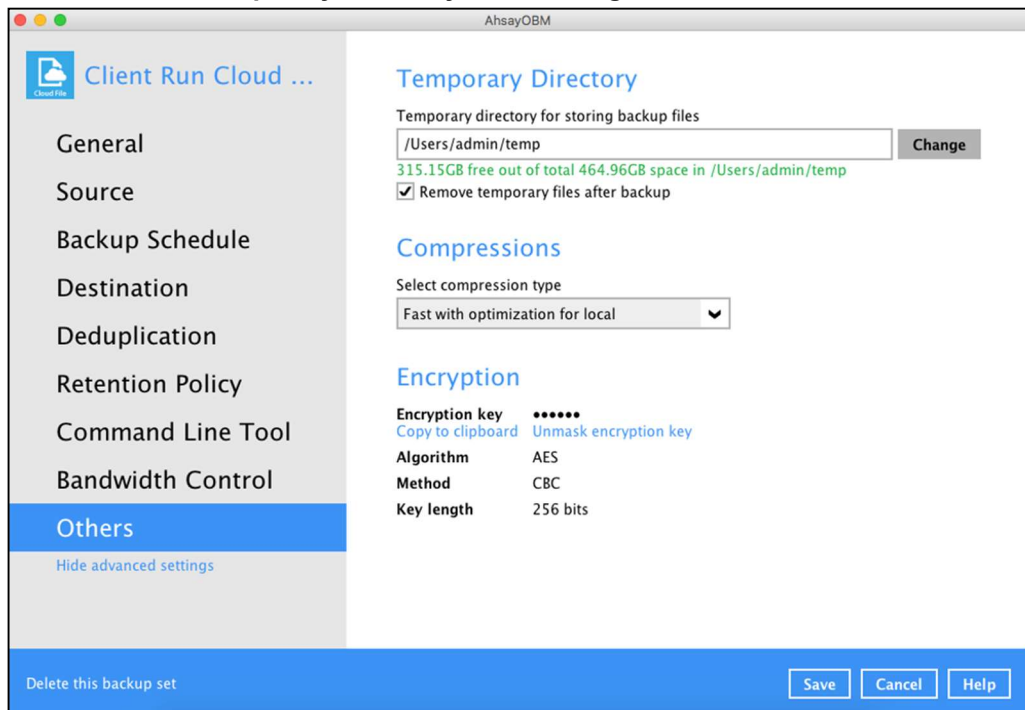 AhsayOBM
Cloud File
Client Run Cloud ...
General
Source
Backup Schedule
Destination
Deduplication
Retention Policy
Command Line Tool
Bandwidth Control
Others
Hide advanced settings
Temporary Directory
Temporary directory for storing backup files
/Users/admin/temp
Change
315.15GB free out of total 464.96GB space in /Users/admin/temp
Remove temporary files after backup
Compressions
Select compression type
Fast with optimization for local
Encryption
Encryption key ••••••
Copy to clipboard Unmask encryption key
Algorithm AES
Method CBC
Key length 256 bits
Delete this backup set
Save Cancel Help